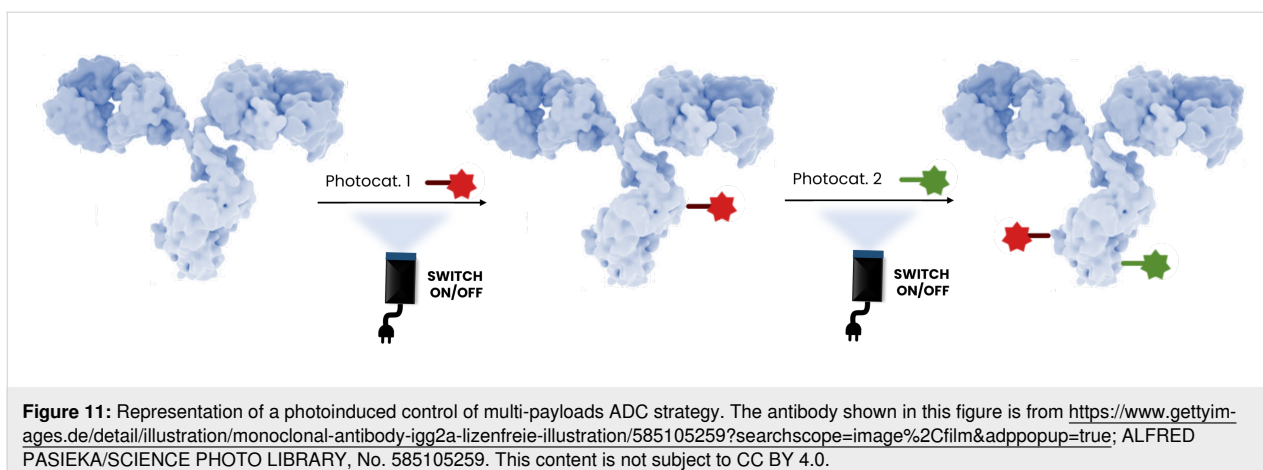 Photocat. 1
Photocat. 2
SWITCH
ON/OFF
SWITCH
ON/OFF
Figure 11: Representation of a photoinduced control of multi-payloads ADC strategy. The antibody shown in this figure is from https://www.gettyim-
ages.de/detail/illustration/monoclonal-antibody-igg2a-lizenfreie-illustration/585105259?searchscope=image%2Cfilm&adppopup=true; ALFRED
PASIEKA/SCIENCE PHOTO LIBRARY, No. 585105259. This content is not subject to CC BY 4.0.